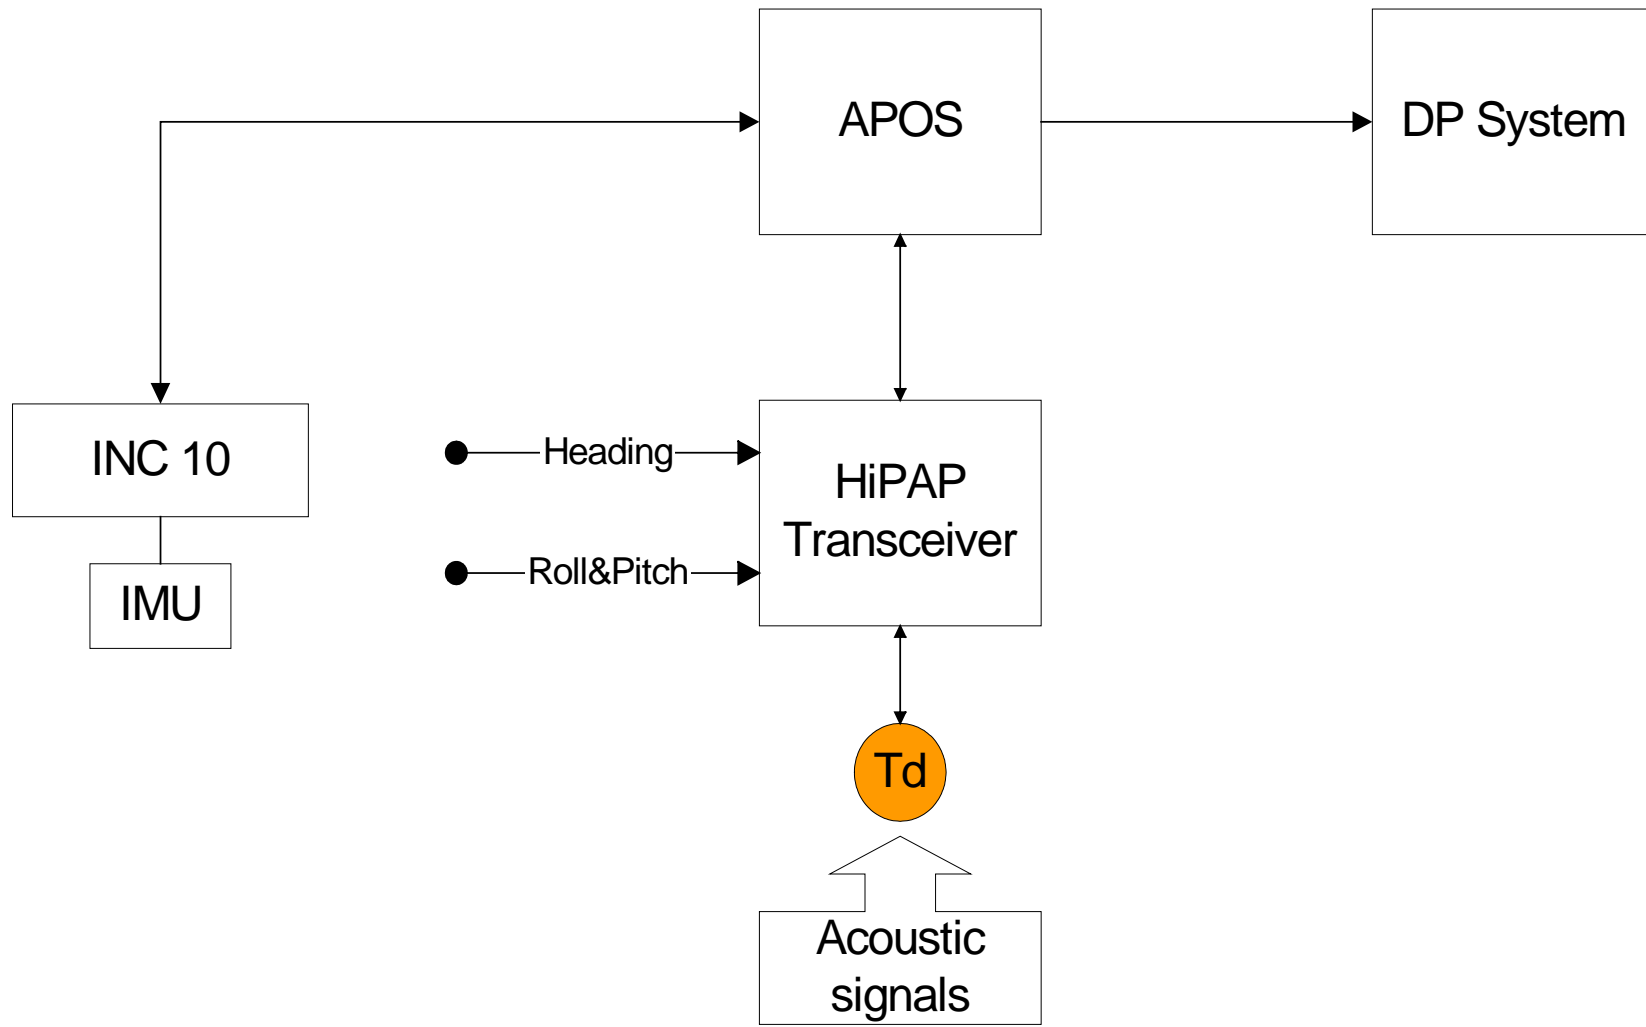 APOS
DP System
INC 10
IMU
Heading
Roll&Pitch
HiPAP
Transceiver
Td
Acoustic
signals